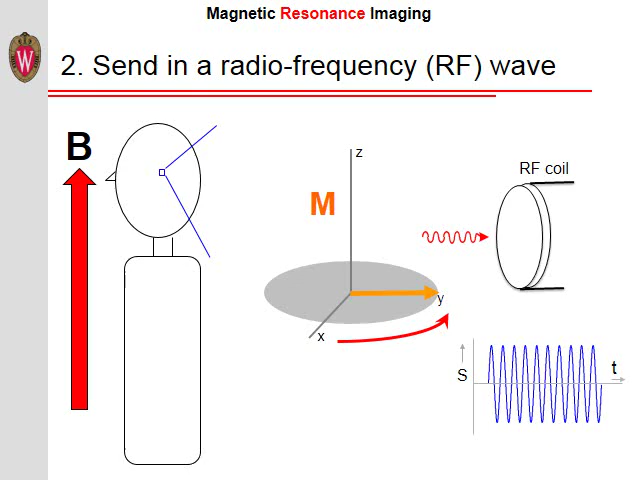 Magnetic Resonance Imaging
W
2. Send in a radio-frequency (RF) wave
B
z
RF coil
M
y
x
S
t